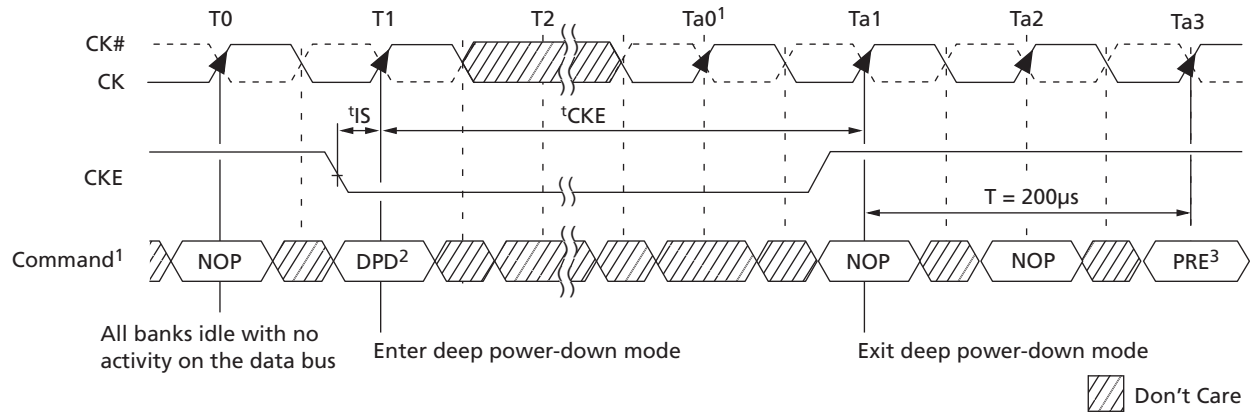 T0 T1 T2 Ta0¹ Ta1 Ta2 Ta3
CK#
CK
ᵗIS ᵗCKE
CKE
T = 200µs
Command¹ NOP DPD² NOP NOP PRE³
All banks idle with no
activity on the data bus
Enter deep power-down mode
Exit deep power-down mode
Don't Care